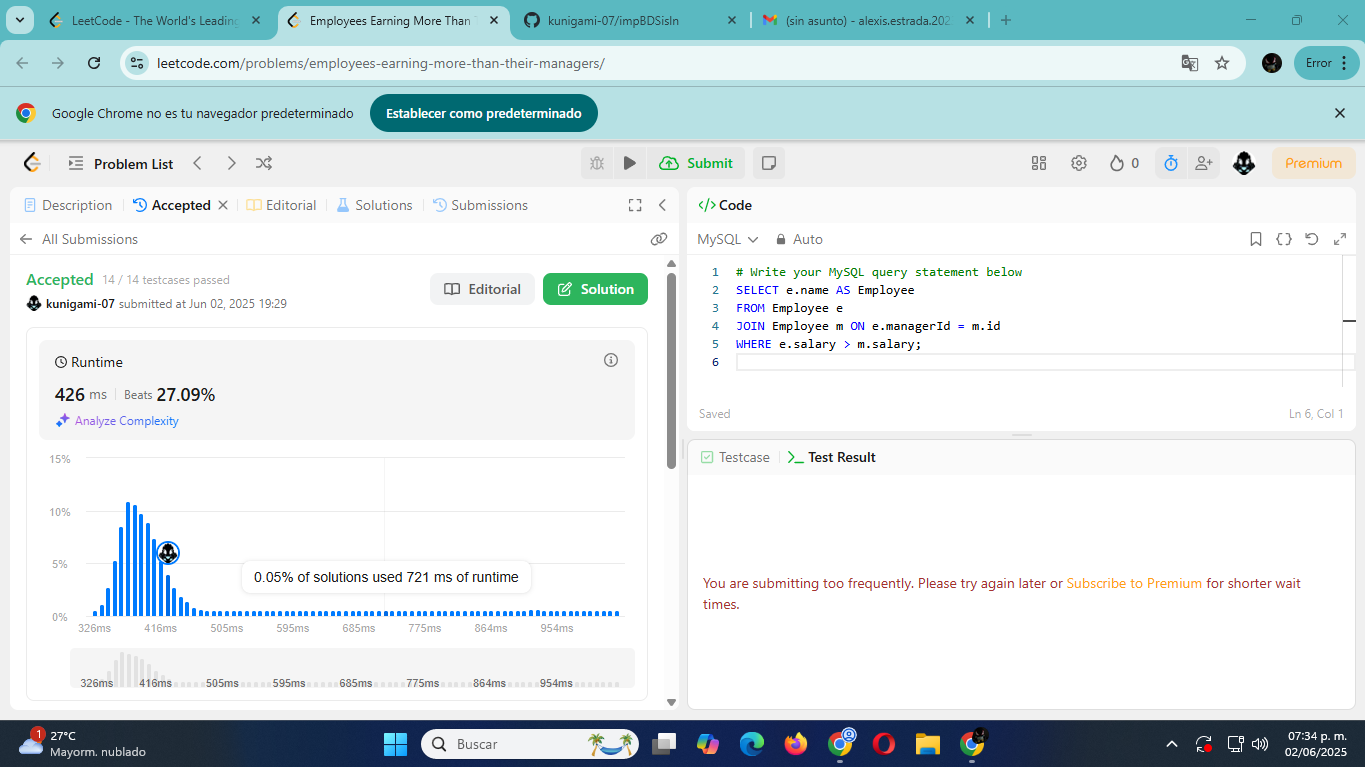 LeetCode - The World's Leading
Employees Earning More Than T
kunigami-07/impBDSisIn
(sin asunto) - alexis.estrada.202
leetcode.com/problems/employees-earning-more-than-their-managers/
Error
Google Chrome no es tu navegador predeterminado
Establecer como predeterminado
Problem List
Submit
0
Premium
Description
Accepted
Editorial
Solutions
Submissions
All Submissions
Accepted 14 / 14 testcases passed
kunigami-07 submitted at Jun 02, 2025 19:29
Editorial
Solution
Runtime
426 ms Beats 27.09%
Analyze Complexity
15%
10%
5%
0%
0.05% of solutions used 721 ms of runtime
326ms 416ms 505ms 595ms 685ms 775ms 864ms 954ms
326ms 416ms 505ms 595ms 685ms 775ms 864ms 954ms
</> Code
MySQL Auto
1 # Write your MySQL query statement below
2 SELECT e.name AS Employee
3 FROM Employee e
4 JOIN Employee m ON e.managerId = m.id
5 WHERE e.salary > m.salary;
6
Saved
Ln 6, Col 1
Testcase
Test Result
You are submitting too frequently. Please try again later or Subscribe to Premium for shorter wait
times.
1
27°C
Mayorm. nublado
Buscar
07:34 p. m.
02/06/2025